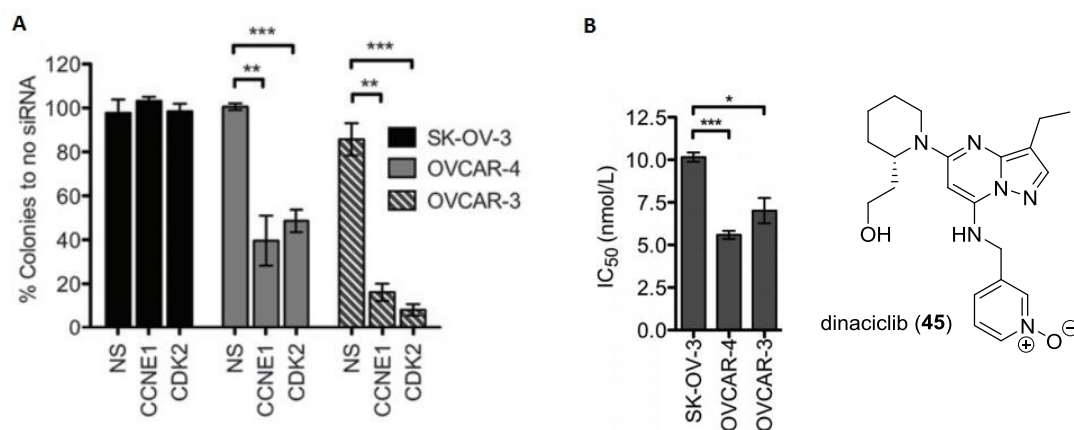 A
% Colonies to no siRNA
120
100
80
60
40
20
0
***
**
***
**
SK-OV-3
OVCAR-4
OVCAR-3
NS
CCNE1
CDK2
NS
CCNE1
CDK2
NS
CCNE1
CDK2
B
IC50 (nmol/L)
12.5
10.0
7.5
5.0
2.5
0.0
*
***
SK-OV-3
OVCAR-4
OVCAR-3
N
N
N
N
OH
HN
N
O
+
−
dinaciclib (45)